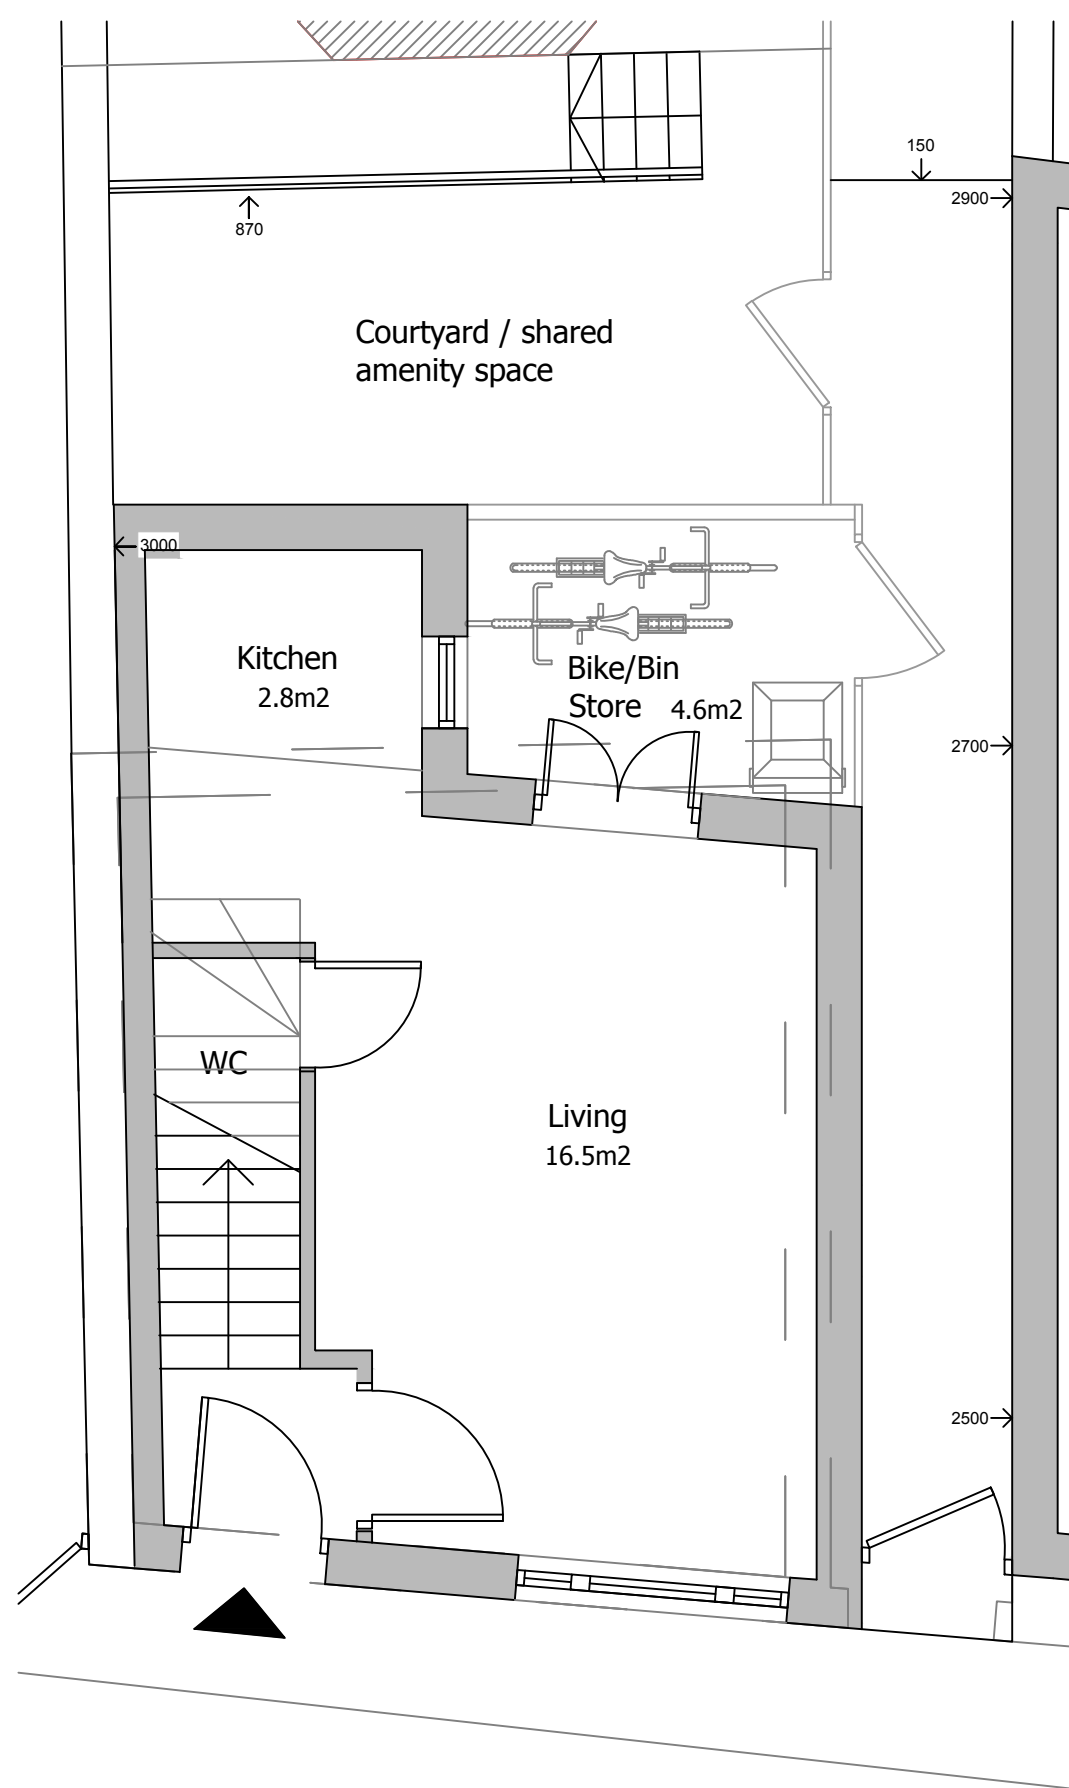 150
2900
870
Courtyard / shared
amenity space
3000
Kitchen
2.8m2
Bike/Bin
Store 4.6m2
2700
WC
Living
16.5m2
2500